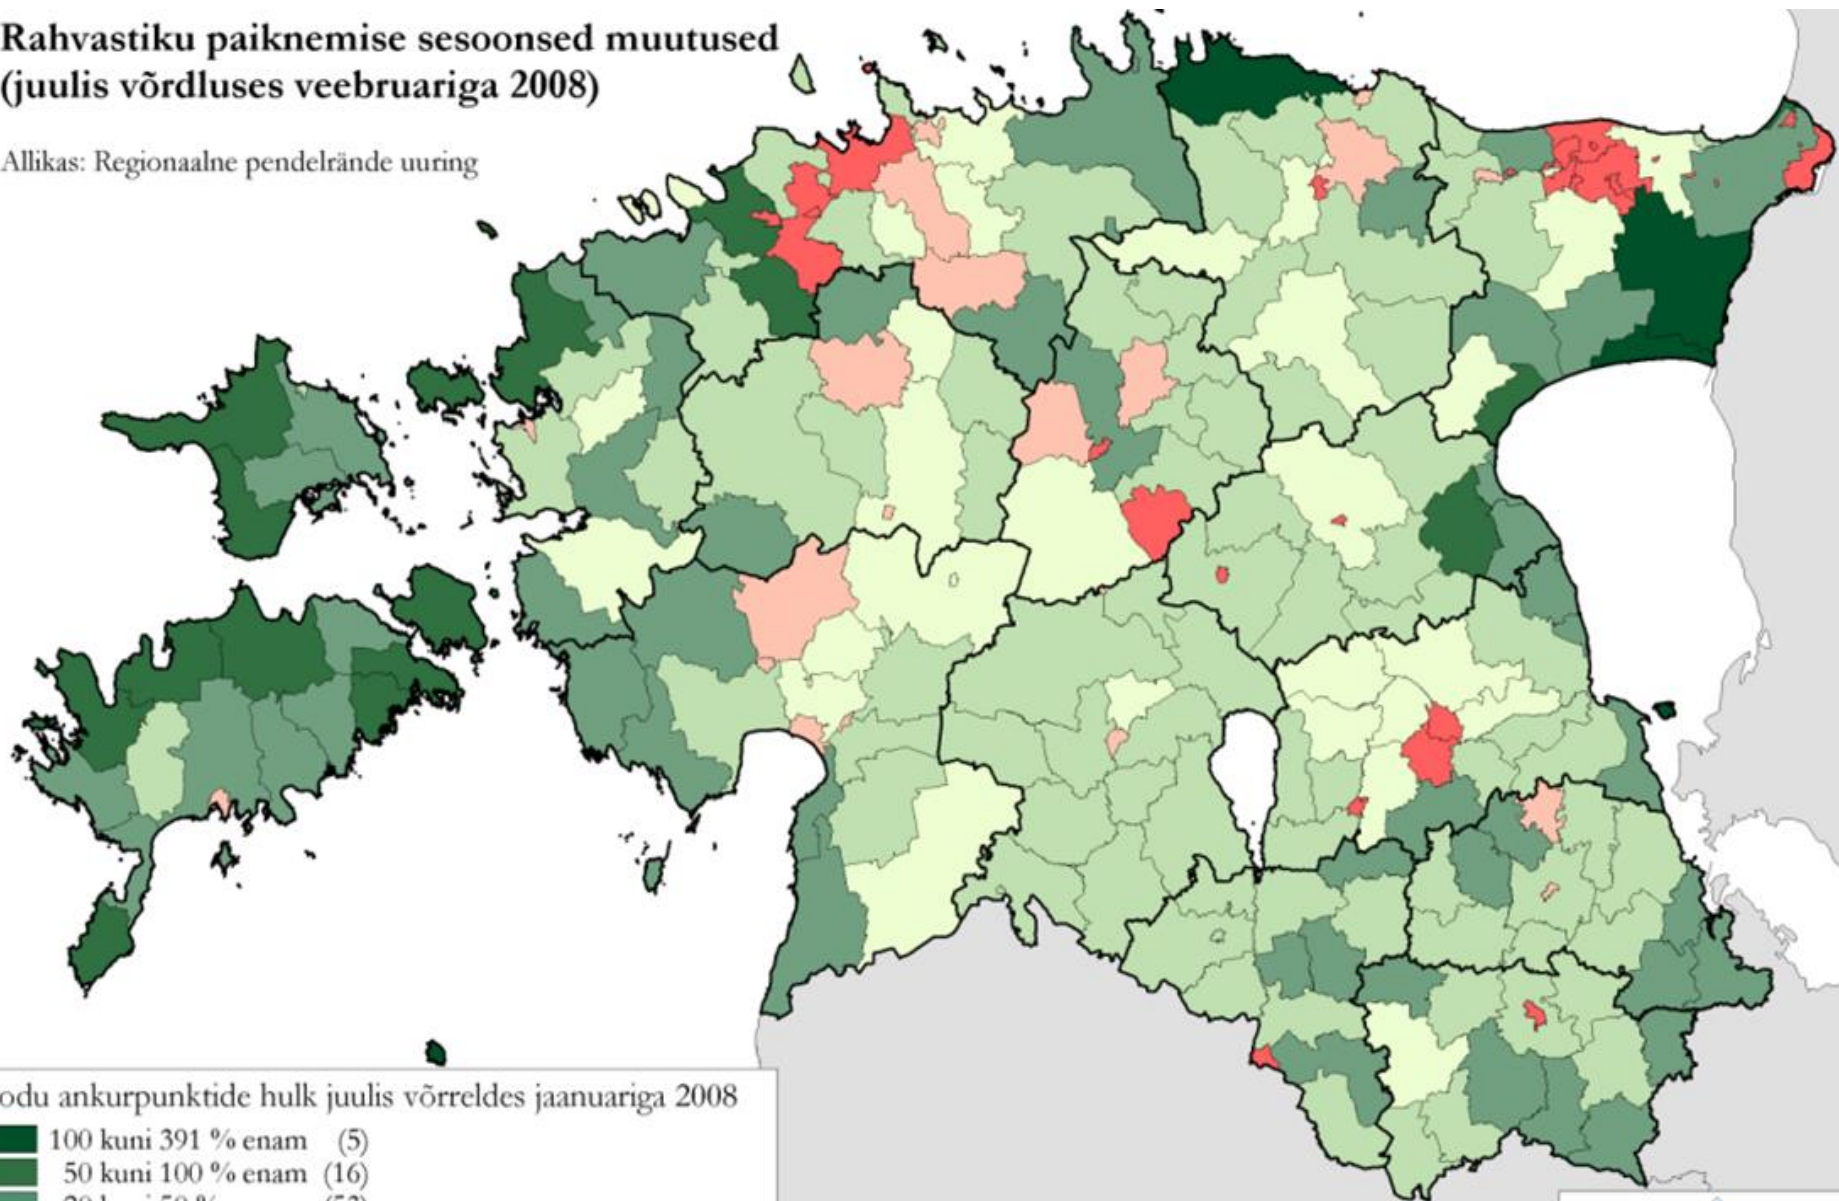 Rahvastiku paiknemise sesoonsed muutused
(juulis võrdluses veebruariga 2008)
Allikas: Regionaalne pendelrände uuring
odu ankurpunktide hulk juulis võrreldes jaanuariga 2008
100 kuni 391 % enam (5)
50 kuni 100 % enam (16)